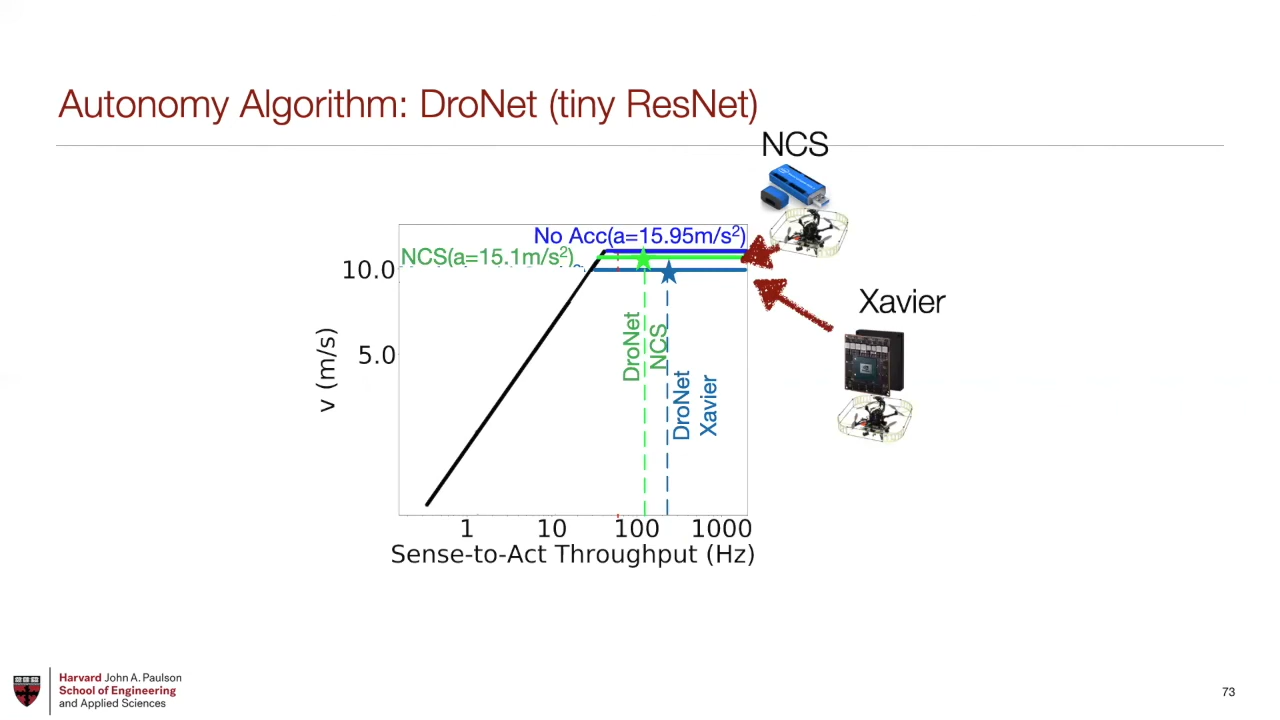 Autonomy Algorithm: DroNet (tiny ResNet)
NCS
No Acc(a=15.95m/s²)
NCS(a=15.1m/s²)
10.0
Xavier
5.0
v (m/s)
DroNet
NCS
DroNet
Xavier
1 10 100 1000
Sense-to-Act Throughput (Hz)
Harvard John A. Paulson
School of Engineering
and Applied Sciences
73